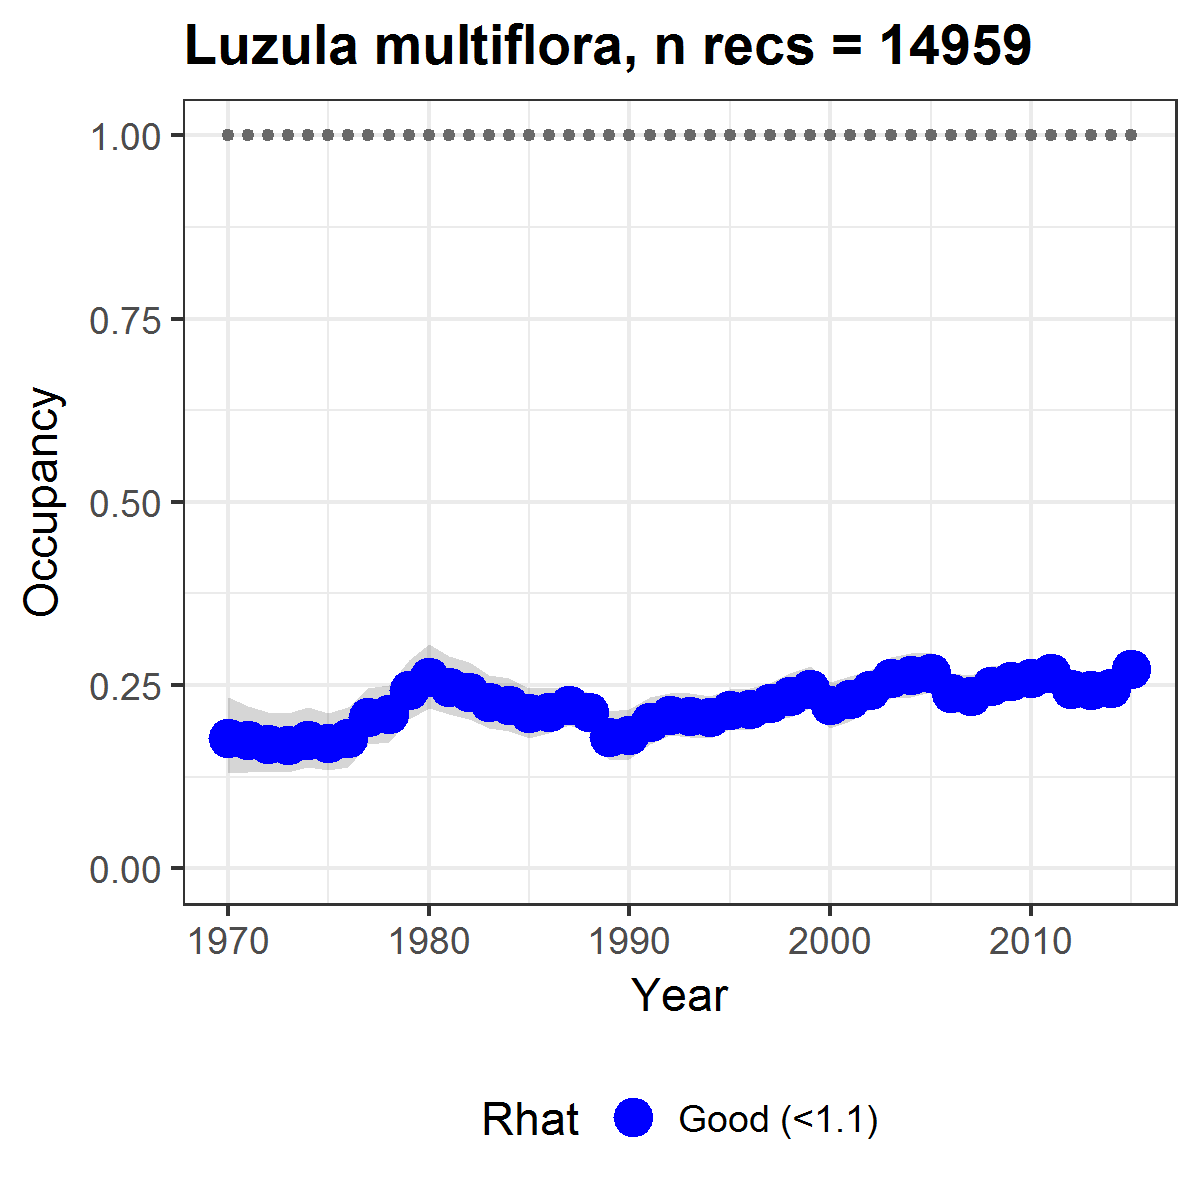 Luzula multiflora, n recs = 14959
1.00
0.75
0.50
0.25
0.00
Occupancy
1970 1980 1990 2000 2010
Year
Rhat Good (<1.1)